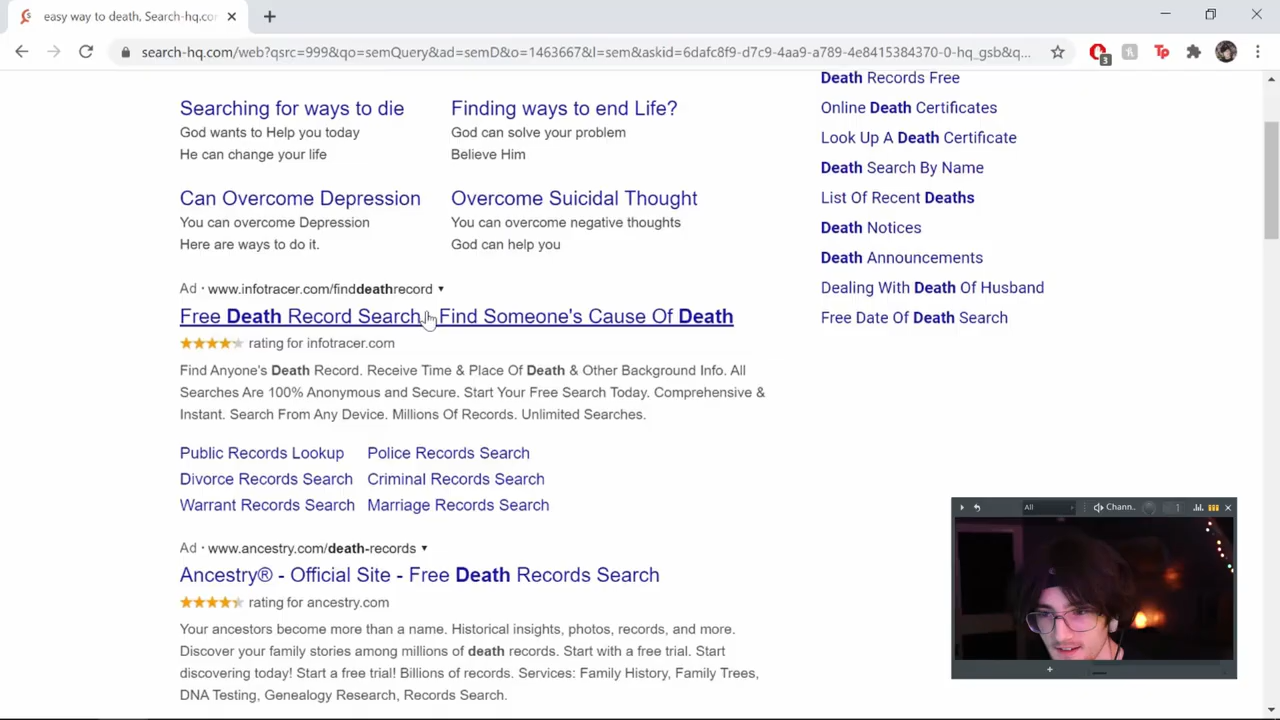 easy way to death, Search-hq.com
search-hq.com/web?qsrc=999&qo=semQuery&ad=semD&o=1463667&l=sem&askid=6dafc8f9-d7c9-4aa9-a789-4e8415384370-0-hq_gsb&q...
3
Tp
Searching for ways to die
God wants to Help you today
He can change your life
Finding ways to end Life?
God can solve your problem
Believe Him
Can Overcome Depression
You can overcome Depression
Here are ways to do it.
Overcome Suicidal Thought
You can overcome negative thoughts
God can help you
Ad · www.infotracer.com/finddeathrecord
Free Death Record Search - Find Someone's Cause Of Death
rating for infotracer.com
Find Anyone's Death Record. Receive Time & Place Of Death & Other Background Info. All
Searches Are 100% Anonymous and Secure. Start Your Free Search Today. Comprehensive &
Instant. Search From Any Device. Millions Of Records. Unlimited Searches.
Public Records Lookup
Police Records Search
Divorce Records Search
Criminal Records Search
Warrant Records Search
Marriage Records Search
Ad · www.ancestry.com/death-records
Ancestry® - Official Site - Free Death Records Search
rating for ancestry.com
Your ancestors become more than a name. Historical insights, photos, records, and more.
Discover your family stories among millions of death records. Start with a free trial. Start
discovering today! Start a free trial! Billions of records. Services: Family History, Family Trees,
DNA Testing, Genealogy Research, Records Search.
Death Records Free
Online Death Certificates
Look Up A Death Certificate
Death Search By Name
List Of Recent Deaths
Death Notices
Death Announcements
Dealing With Death Of Husband
Free Date Of Death Search
All
Chann..
1